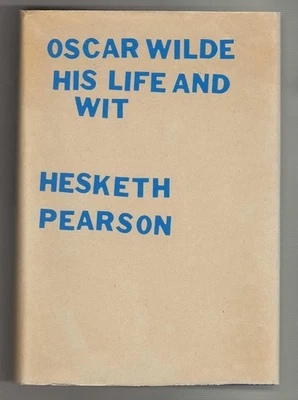 OSCAR WILDE
HIS LIFE AND
WIT
HESKETH
PEARSON